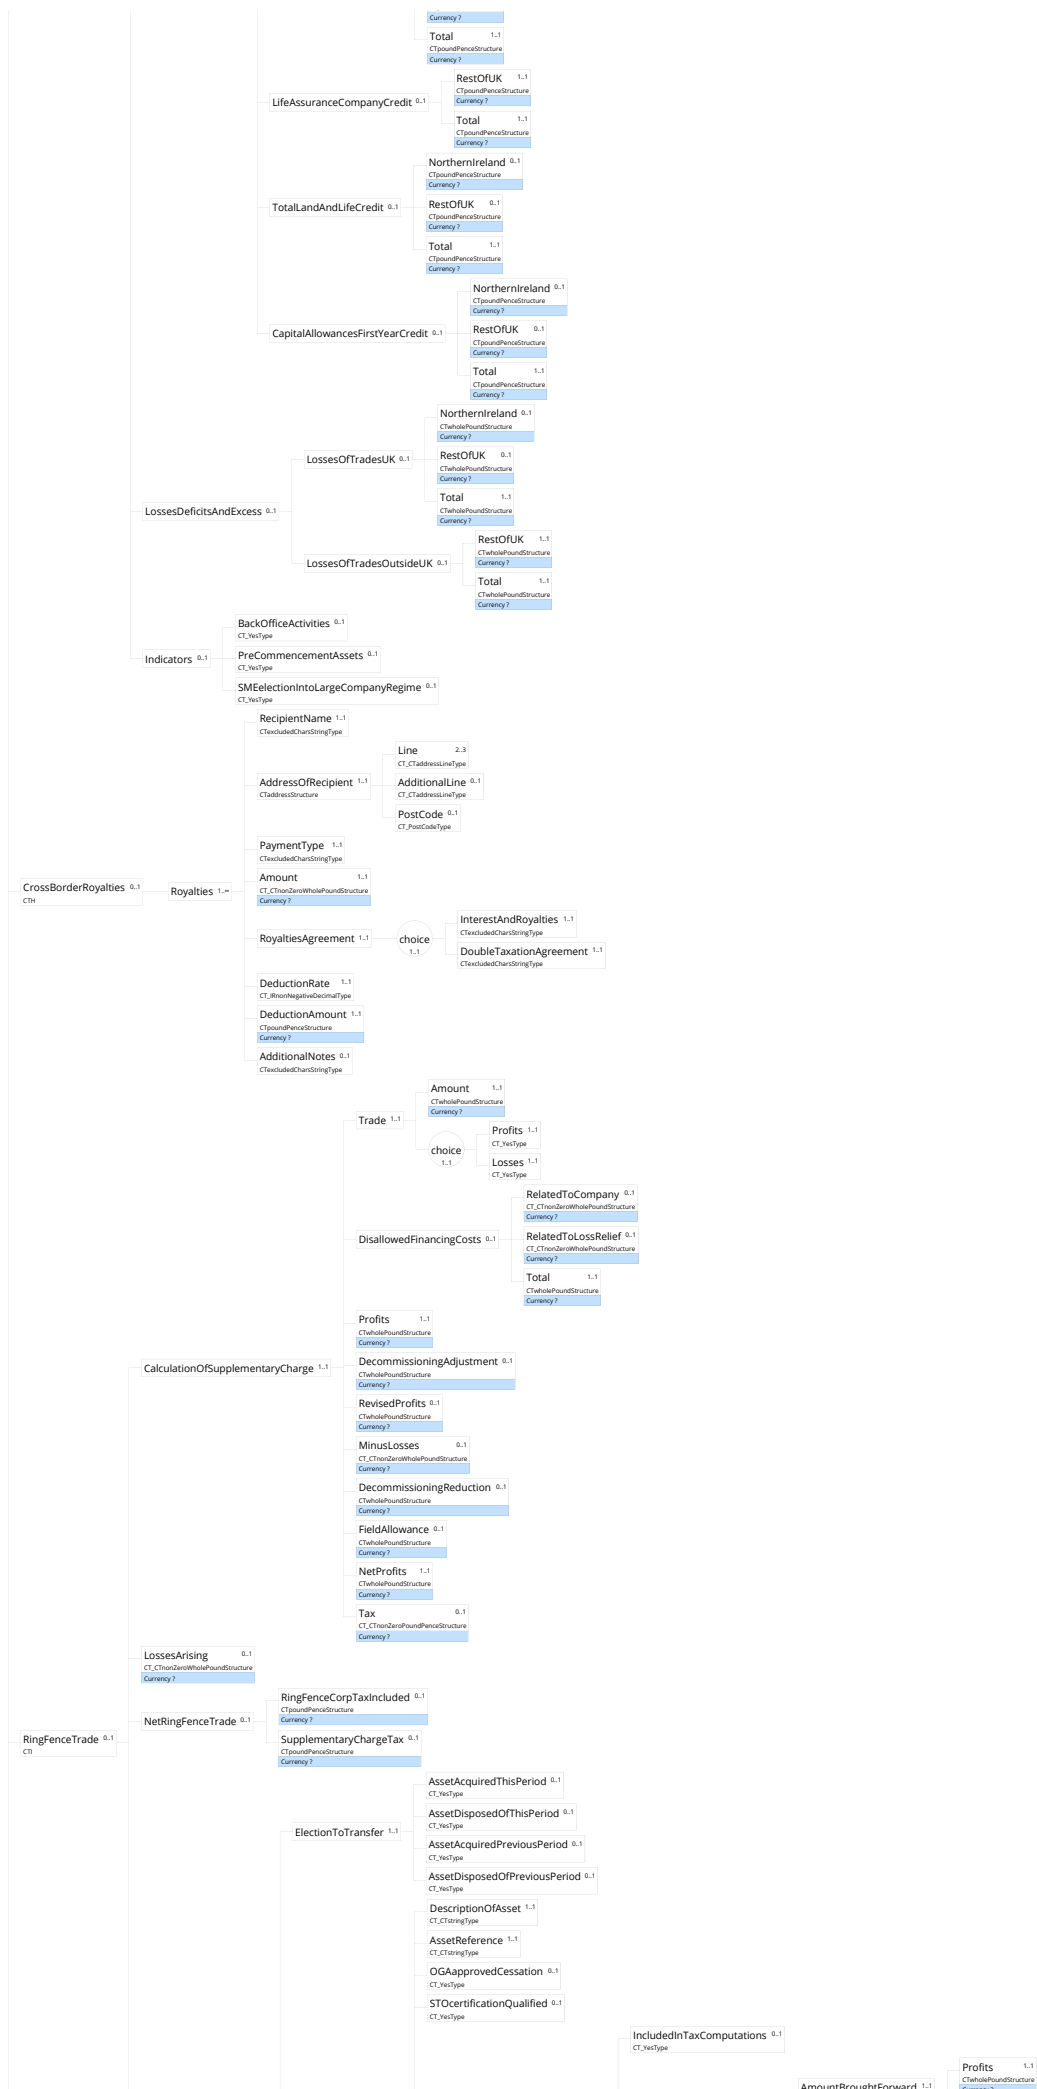 Currency ?
Total 1..1
CTpoundPenceStructure
Currency ?
LifeAssuranceCompanyCredit 0..1
RestOfUK 1..1
CTpoundPenceStructure
Currency ?
Total 1..1
CTpoundPenceStructure
Currency ?
TotalLandAndLifeCredit 0..1
NorthernIreland 0..1
CTpoundPenceStructure
Currency ?
RestOfUK 0..1
CTpoundPenceStructure
Currency ?
Total 1..1
CTpoundPenceStructure
Currency ?
CapitalAllowancesFirstYearCredit 0..1
NorthernIreland 0..1
CTpoundPenceStructure
Currency ?
RestOfUK 0..1
CTpoundPenceStructure
Currency ?
Total 1..1
CTpoundPenceStructure
Currency ?
LossesDeficitsAndExcess 0..1
LossesOfTradesUK 0..1
NorthernIreland 0..1
CTwholePoundStructure
Currency ?
RestOfUK 0..1
CTwholePoundStructure
Currency ?
Total 1..1
CTwholePoundStructure
Currency ?
LossesOfTradesOutsideUK 0..1
RestOfUK 1..1
CTwholePoundStructure
Currency ?
Total 1..1
CTwholePoundStructure
Currency ?
Indicators 0..1
BackOfficeActivities 0..1
CT_YesType
PreCommencementAssets 0..1
CT_YesType
SMEelectionIntoLargeCompanyRegime 0..1
CT_YesType
CrossBorderRoyalties 0..1
CTH
Royalties 1..∞
RecipientName 1..1
CTexcludedCharsStringType
AddressOfRecipient 1..1
CTaddressStructure
Line 2..3
CT_CTaddressLineType
AdditionalLine 0..1
CT_CTaddressLineType
PostCode 0..1
CT_PostCodeType
PaymentType 1..1
CTexcludedCharsStringType
Amount 1..1
CT_CTnonZeroWholePoundStructure
Currency ?
RoyaltiesAgreement 1..1
choice
1..1
InterestAndRoyalties 1..1
CTexcludedCharsStringType
DoubleTaxationAgreement 1..1
CTexcludedCharsStringType
DeductionRate 1..1
CT_IRnonNegativeDecimalType
DeductionAmount 1..1
CTpoundPenceStructure
Currency ?
AdditionalNotes 0..1
CTexcludedCharsStringType
RingFenceTrade 0..1
CTI
CalculationOfSupplementaryCharge 1..1
Trade 1..1
Amount 1..1
CTwholePoundStructure
Currency ?
choice
1..1
Profits 1..1
CT_YesType
Losses 1..1
CT_YesType
DisallowedFinancingCosts 0..1
RelatedToCompany 0..1
CT_CTnonZeroWholePoundStructure
Currency ?
RelatedToLossRelief 0..1
CT_CTnonZeroWholePoundStructure
Currency ?
Total 1..1
CTwholePoundStructure
Currency ?
Profits 1..1
CTwholePoundStructure
Currency ?
DecommissioningAdjustment 0..1
CTwholePoundStructure
Currency ?
RevisedProfits 0..1
CTwholePoundStructure
Currency ?
MinusLosses 0..1
CT_CTnonZeroWholePoundStructure
Currency ?
DecommissioningReduction 0..1
CTwholePoundStructure
Currency ?
FieldAllowance 0..1
CTwholePoundStructure
Currency ?
NetProfits 1..1
CTwholePoundStructure
Currency ?
Tax 0..1
CT_CTnonZeroPoundPenceStructure
Currency ?
LossesArising 0..1
CT_CTnonZeroWholePoundStructure
Currency ?
NetRingFenceTrade 0..1
RingFenceCorpTaxIncluded 0..1
CTpoundPenceStructure
Currency ?
SupplementaryChargeTax 0..1
CTpoundPenceStructure
Currency ?
ElectionToTransfer 1..1
AssetAcquiredThisPeriod 0..1
CT_YesType
AssetDisposedOfThisPeriod 0..1
CT_YesType
AssetAcquiredPreviousPeriod 0..1
CT_YesType
AssetDisposedOfPreviousPeriod 0..1
CT_YesType
DescriptionOfAsset 1..1
CT_CTstringType
AssetReference 1..1
CT_CTstringType
OGAapprovedCessation 0..1
CT_YesType
STOcertificationQualified 0..1
CT_YesType
IncludedInTaxComputations 0..1
CT_YesType
AmountBroughtForward 1..1
Profits 1..1
CTwholePoundStructure
Currency ?